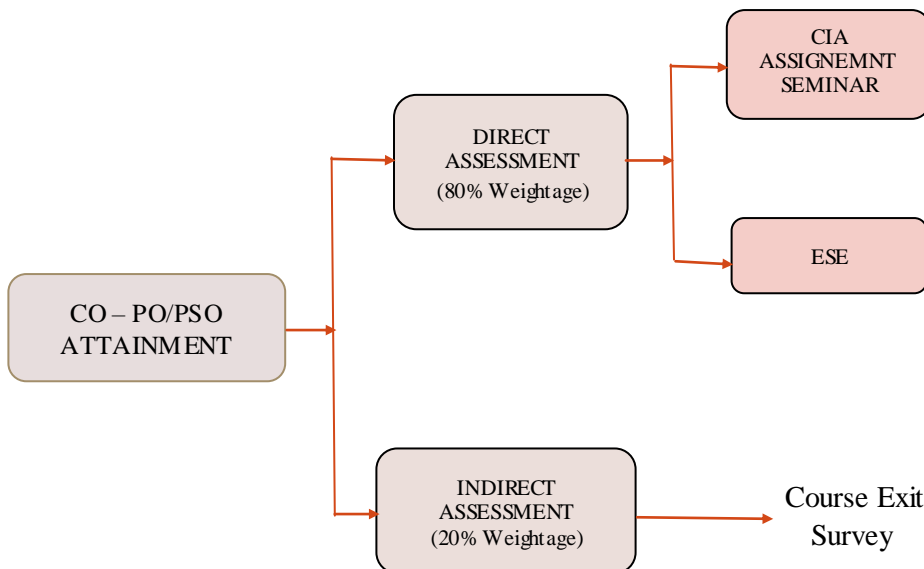 CIA
ASSIGNEMNT
SEMINAR
DIRECT
ASSESSMENT
(80% Weightage)
ESE
CO – PO/PSO
ATTAINMENT
INDIRECT
ASSESSMENT
(20% Weightage)
Course Exit
Survey